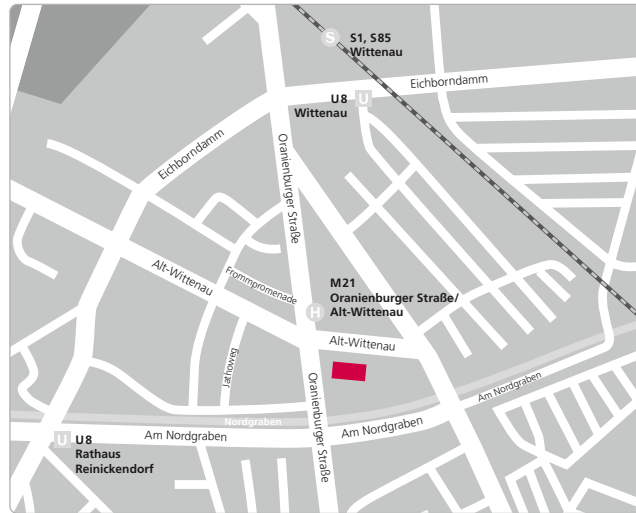 S
S1, S85
Wittenau
Eichborndamm
U8
Wittenau
U
Eichborndamm
Oranienburger Straße
Alt-Wittenau
Frommpromenade
M21
Oranienburger Straße/
Alt-Wittenau
H
Alt-Wittenau
Jathoweg
Oranienburger Straße
Am Nordgraben
Nordgraben
Am Nordgraben
Am Nordgraben
U
U8
Rathaus
Reinickendorf